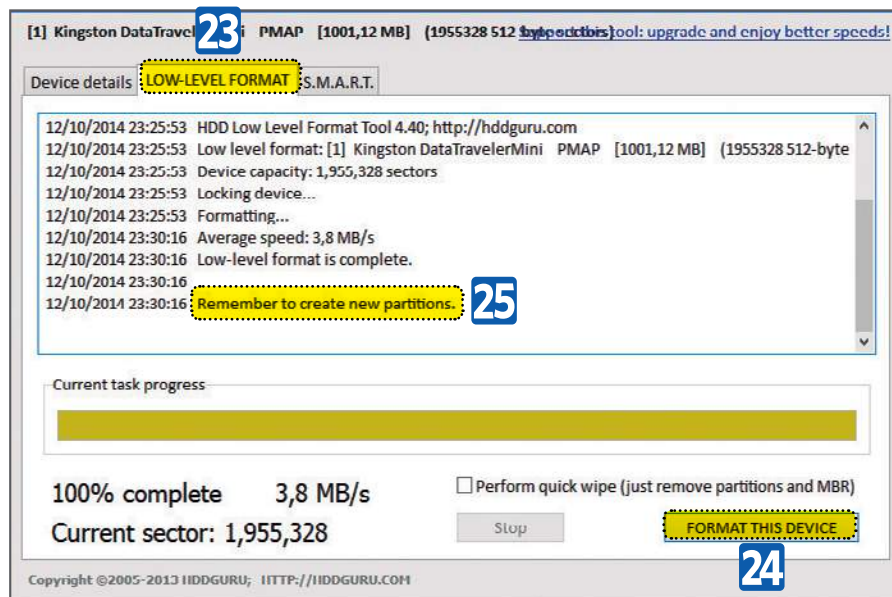 23
[1] Kingston DataTravel i PMAP [1001,12 MB] (1955328 512 tool: upgrade and enjoy better speeds!
Device details LOW-LEVEL FORMAT S.M.A.R.T.
12/10/2014 23:25:53 HDD Low Level Format Tool 4.40; http://hddguru.com
12/10/2014 23:25:53 Low level format: [1] Kingston DataTravelerMini PMAP [1001,12 MB] (1955328 512-byte
12/10/2014 23:25:53 Device capacity: 1,955,328 sectors
12/10/2014 23:25:53 Locking device...
12/10/2014 23:25:53 Formatting...
12/10/2014 23:30:16 Average speed: 3,8 MB/s
12/10/2014 23:30:16 Low-level format is complete.
12/10/2014 23:30:16
12/10/2014 23:30:16 Remember to create new partitions. 25
Current task progress
100% complete 3,8 MB/s
Perform quick wipe (just remove partitions and MBR)
Current sector: 1,955,328
Stop FORMAT THIS DEVICE
24
Copyright ©2005-2013 HDDGURU; HTTP://HDDGURU.COM